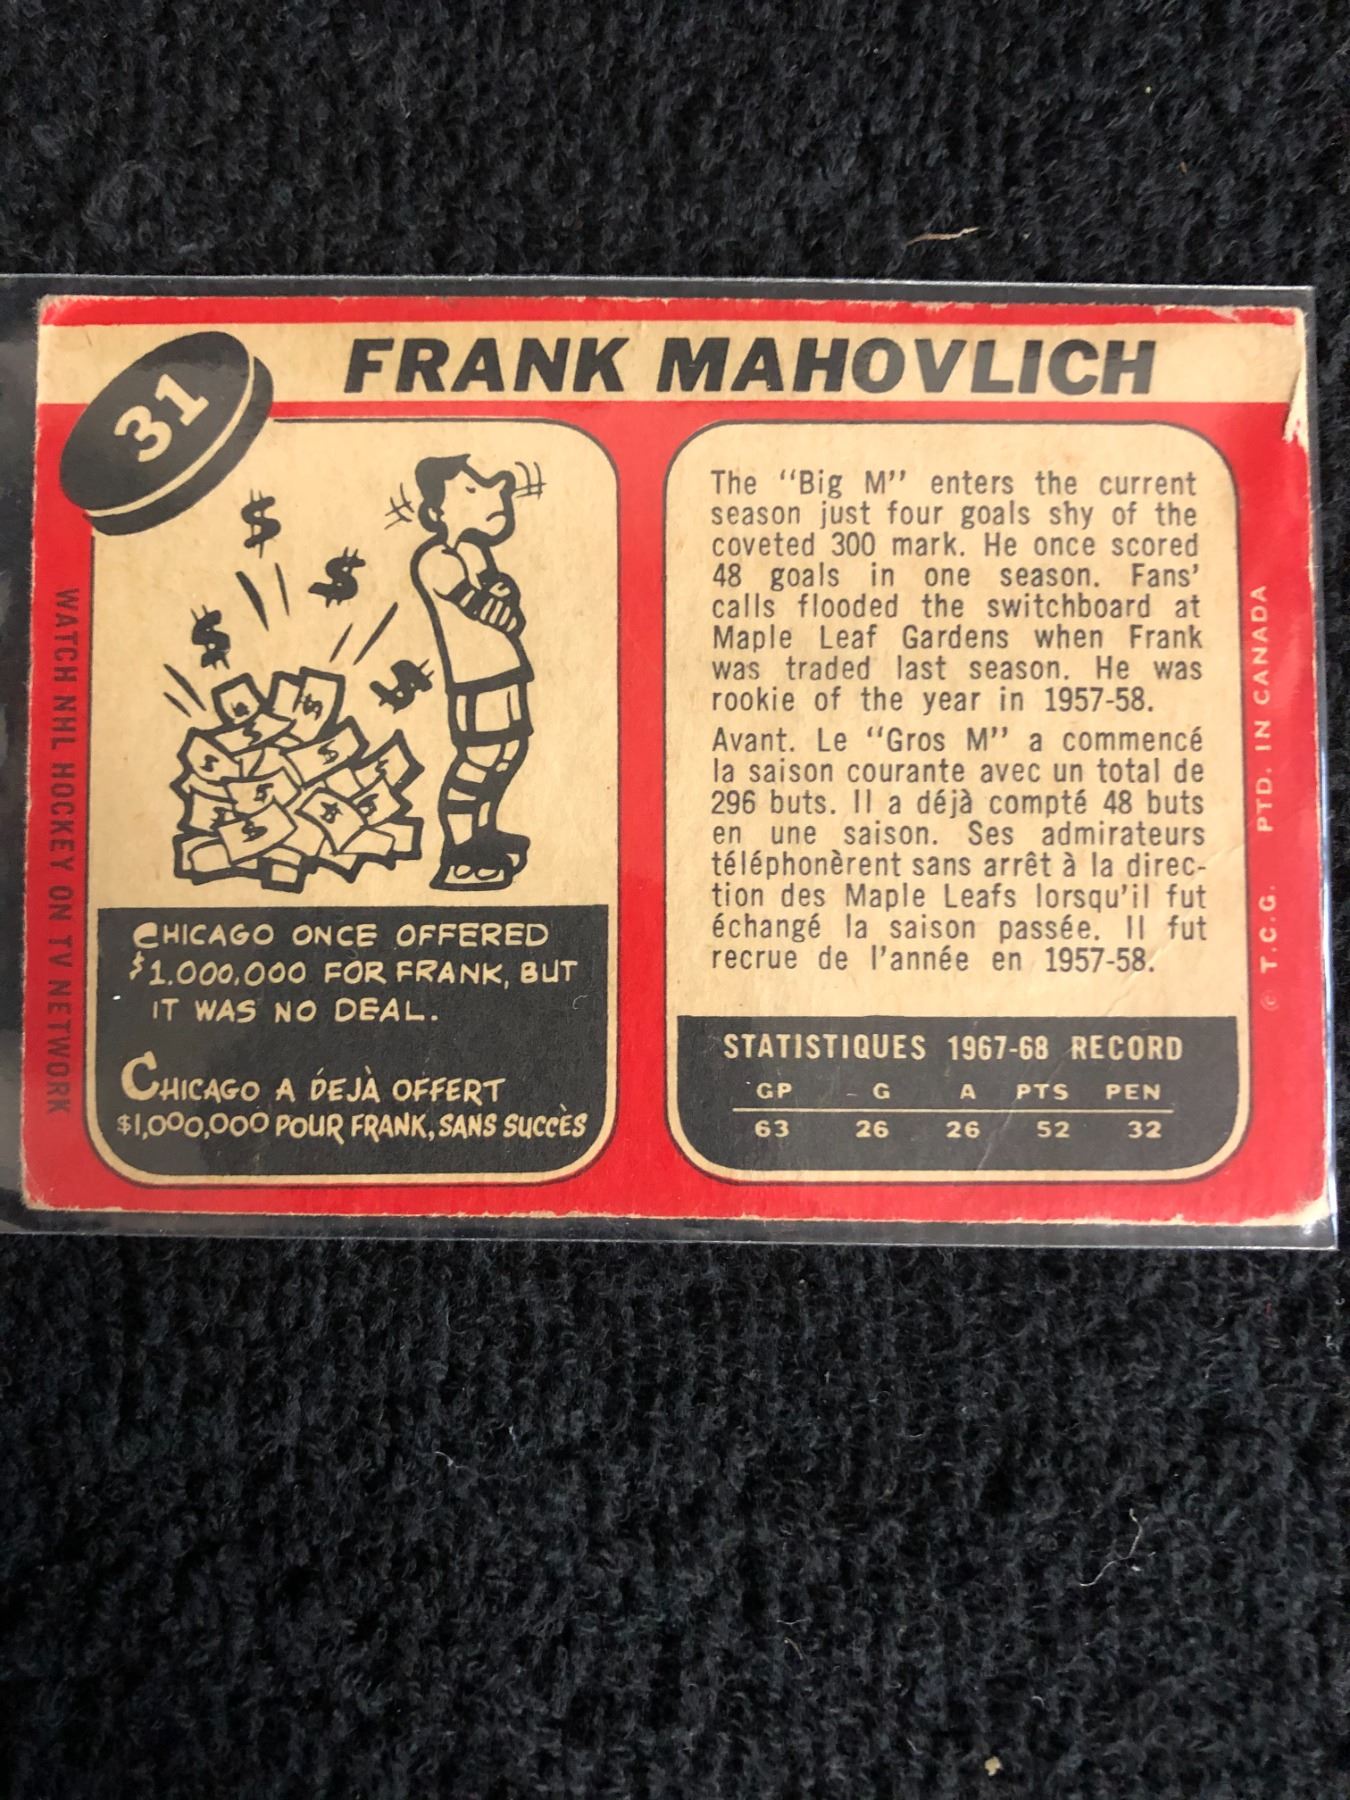 31
FRANK MAHOVLICH
$
$
$
$
CHICAGO ONCE OFFERED
$1.000,000 FOR FRANK, BUT
IT WAS NO DEAL.
CHICAGO A DÉJÀ OFFERT
$1,000,000 POUR FRANK, SANS SUCCÈS
The "Big M" enters the current
season just four goals shy of the
coveted 300 mark. He once scored
48 goals in one season. Fans'
calls flooded the switchboard at
Maple Leaf Gardens when Frank
was traded last season. He was
rookie of the year in 1957-58.
Avant. Le "Gros M" a commencé
la saison courante avec un total de
296 buts. Il a déjà compté 48 buts
en une saison. Ses admirateurs
téléphonèrent sans arrêt à la direc-
tion des Maple Leafs lorsqu'il fut
échangé la saison passée. Il fut
recrue de l'année en 1957-58.
STATISTIQUES 1967-68 RECORD
GP G A PTS PEN
63 26 26 52 32
WATCH NHL HOCKEY ON TV NETWORK
© T.C.G. PTD. IN CANADA